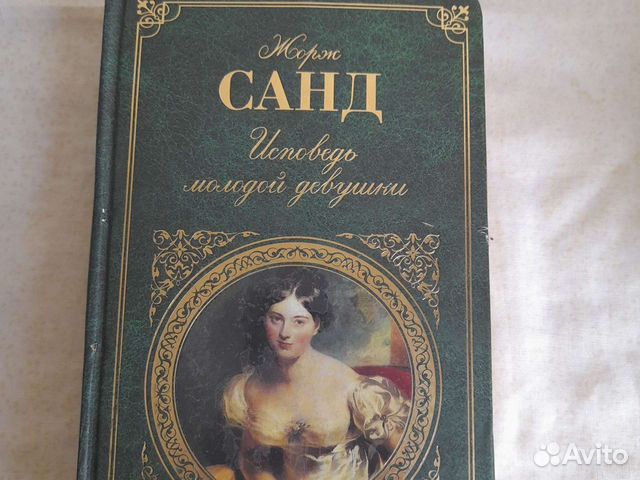 Жорж
САНД
Исповедь
молодой девушки
Avito